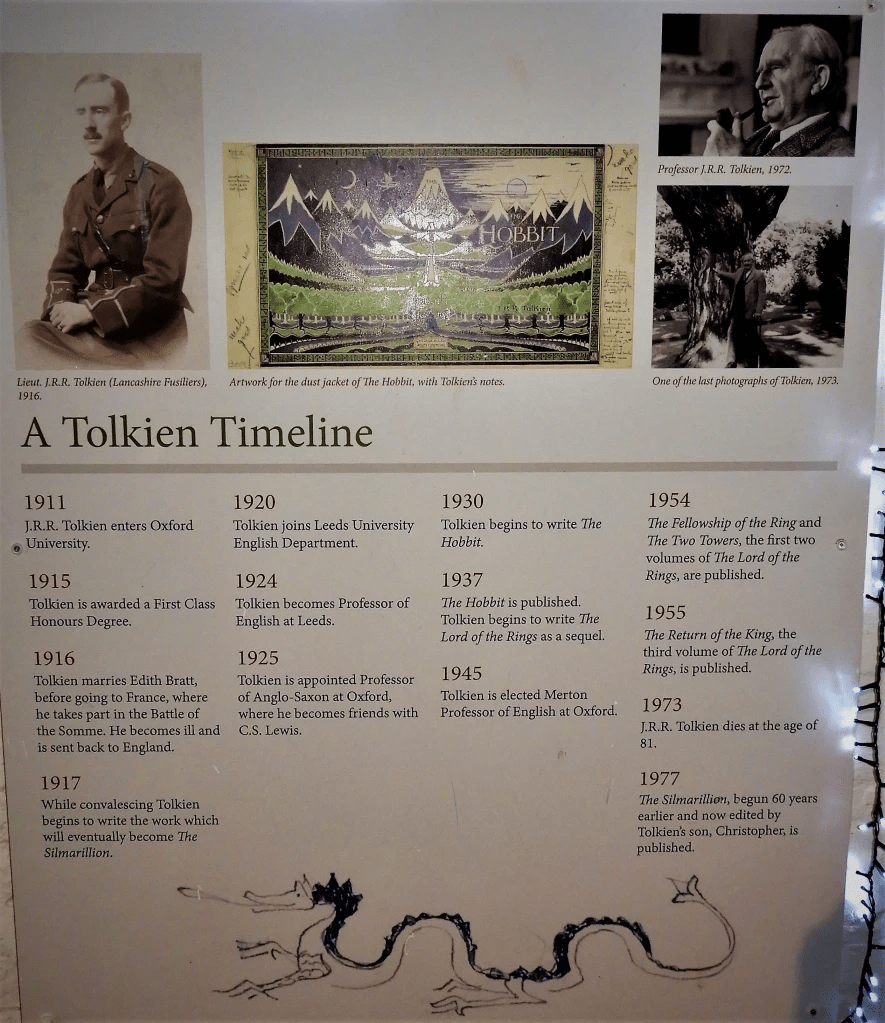 Professor J.R.R. Tolkien, 1972.
THE
HOBBIT
Lieut. J.R.R. Tolkien (Lancashire Fusiliers),
1916.
Artwork for the dust jacket of The Hobbit, with Tolkien's notes.
One of the last photographs of Tolkien, 1973.
A Tolkien Timeline
1911
J.R.R. Tolkien enters Oxford
University.
1915
Tolkien is awarded a First Class
Honours Degree.
1916
Tolkien marries Edith Bratt,
before going to France, where
he takes part in the Battle of
the Somme. He becomes ill and
is sent back to England.
1917
While convalescing Tolkien
begins to write the work which
will eventually become The
Silmarillion.
1920
Tolkien joins Leeds University
English Department.
1924
Tolkien becomes Professor of
English at Leeds.
1925
Tolkien is appointed Professor
of Anglo-Saxon at Oxford,
where he becomes friends with
C.S. Lewis.
1930
Tolkien begins to write The
Hobbit.
1937
The Hobbit is published.
Tolkien begins to write The
Lord of the Rings as a sequel.
1945
Tolkien is elected Merton
Professor of English at Oxford.
1954
The Fellowship of the Ring and
The Two Towers, the first two
volumes of The Lord of the
Rings, are published.
1955
The Return of the King, the
third volume of The Lord of the
Rings, is published.
1973
J.R.R. Tolkien dies at the age of
81.
1977
The Silmarillion, begun 60 years
earlier and now edited by
Tolkien's son, Christopher, is
published.